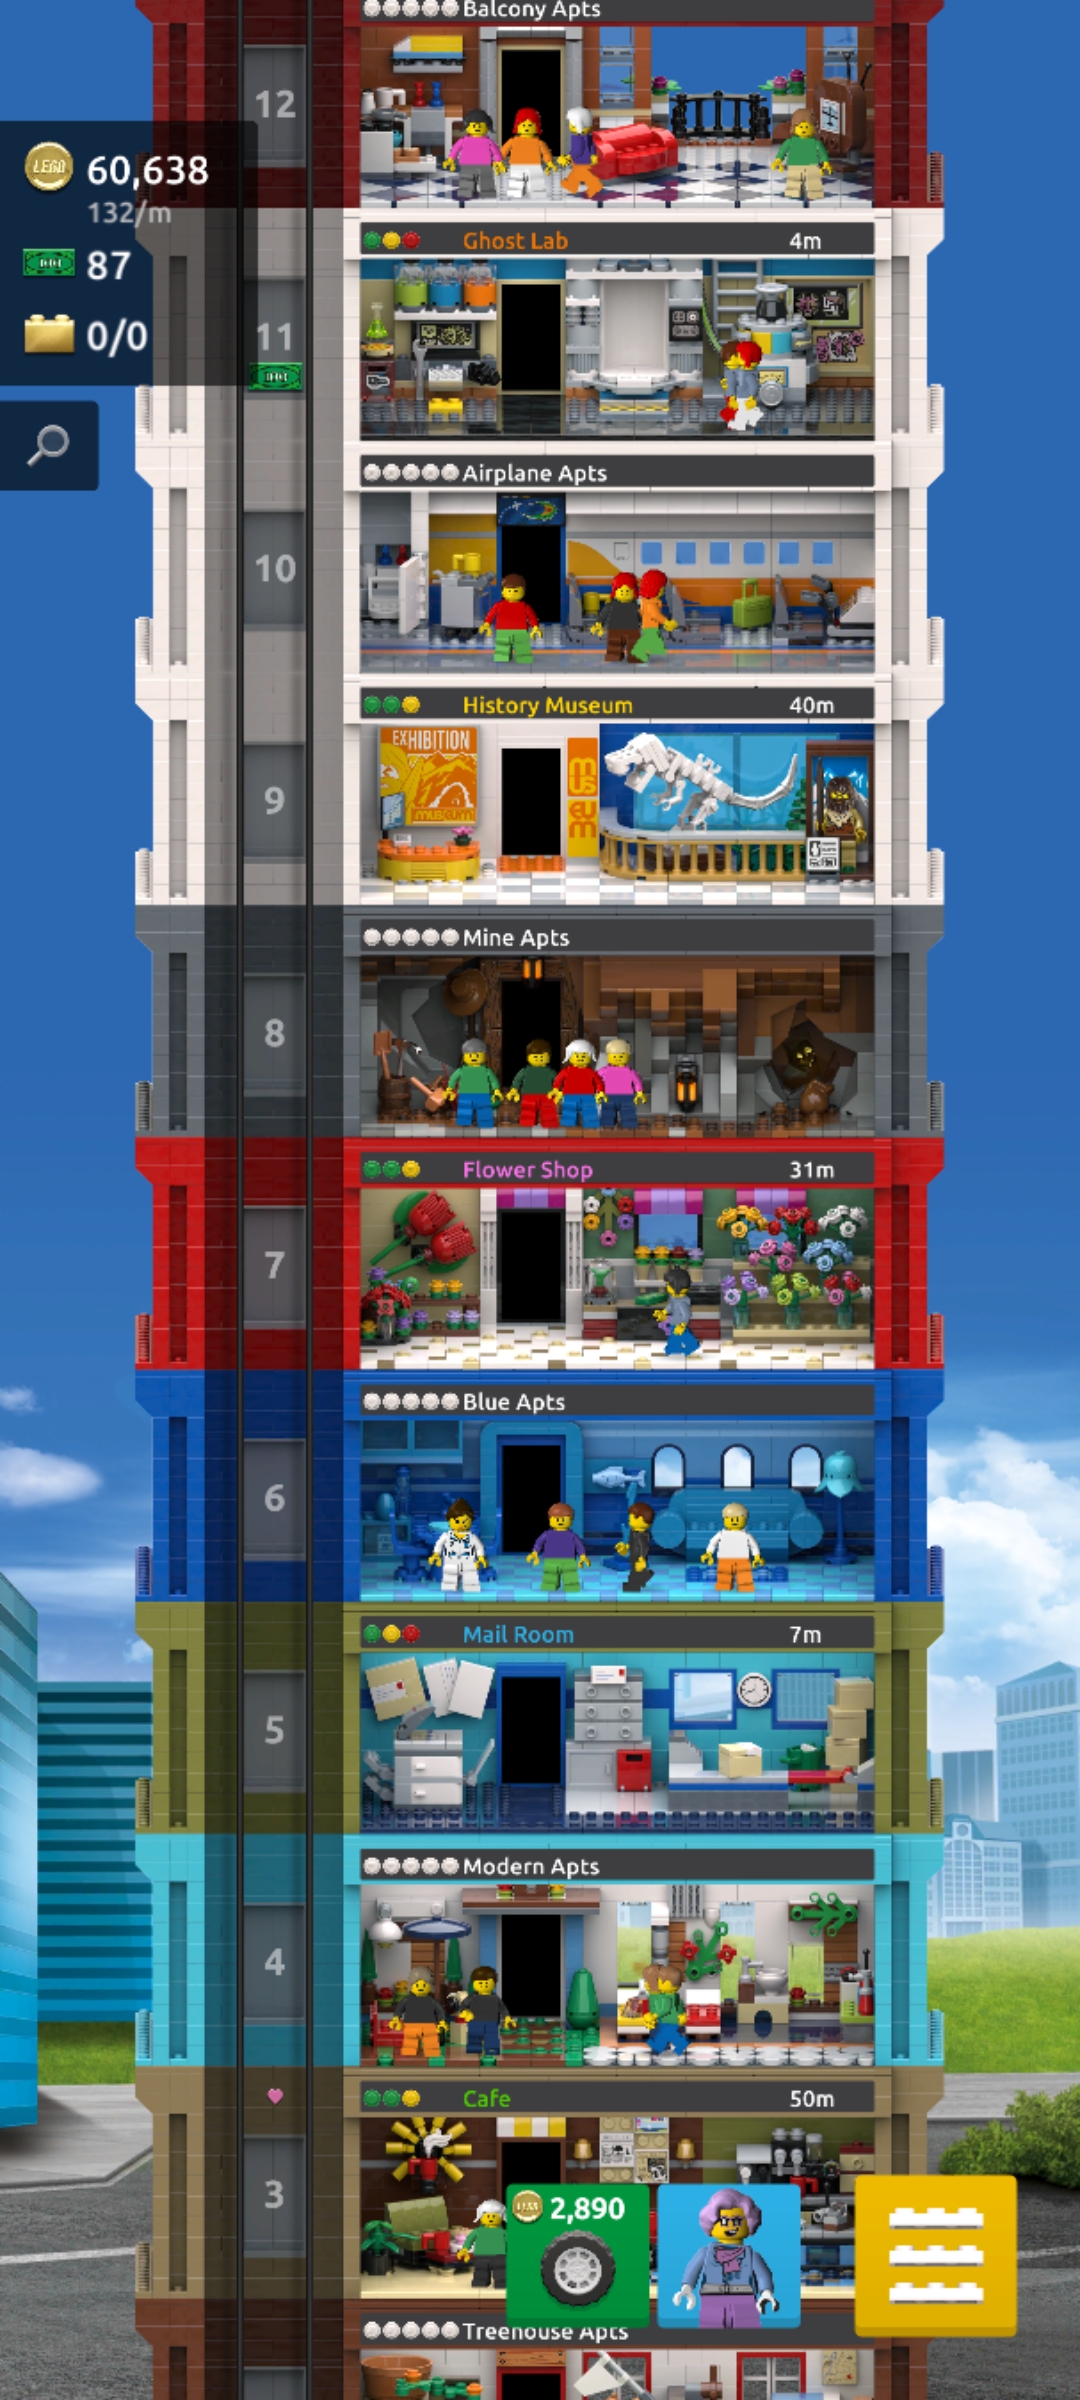 Balcony Apts
12
LEGO
60,638
132/m
87
0/0
Ghost Lab 4m
11
Airplane Apts
10
History Museum 40m
EXHIBITION
museum
museum
9
Mine Apts
8
Flower Shop 31m
7
Blue Apts
6
Mail Room 7m
5
Modern Apts
4
Cafe 50m
3
2,890
Treehouse Apts